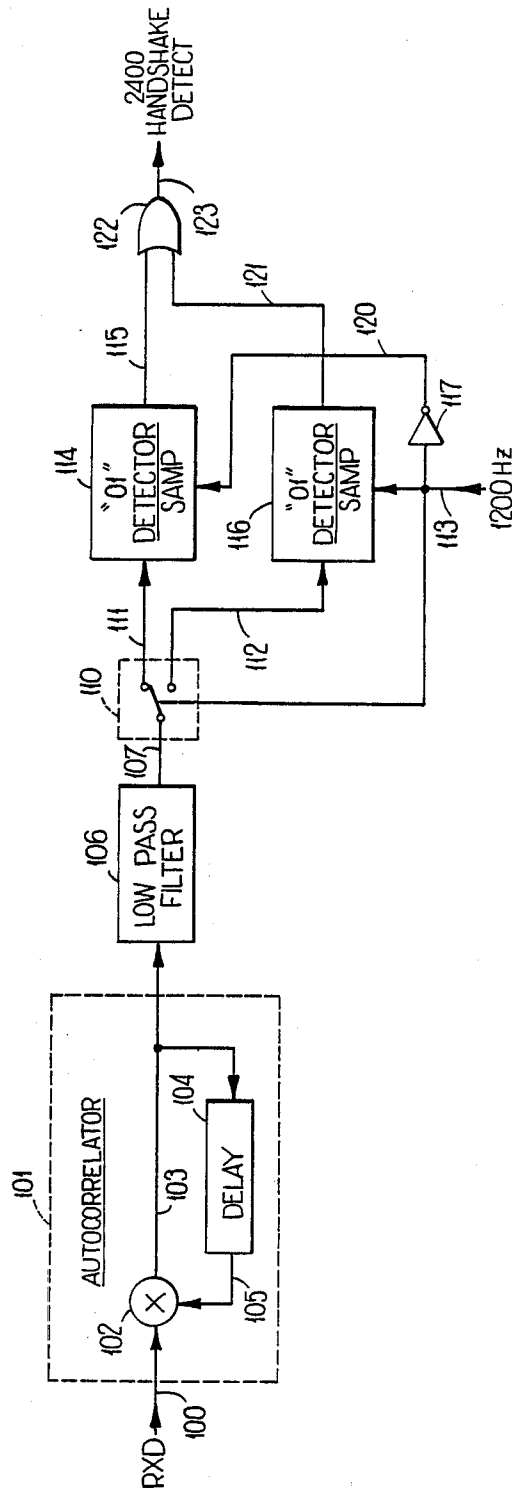 RXD
100
102
101
AUTOCORRELATOR
103
104
DELAY
105
106
LOW PASS
FILTER
107
110
111
112
114
"01"
DETECTOR
SAMP
116
"01"
DETECTOR
SAMP
113
1200 Hz
117
120
115
121
122
123
2400
HANDSHAKE
DETECT